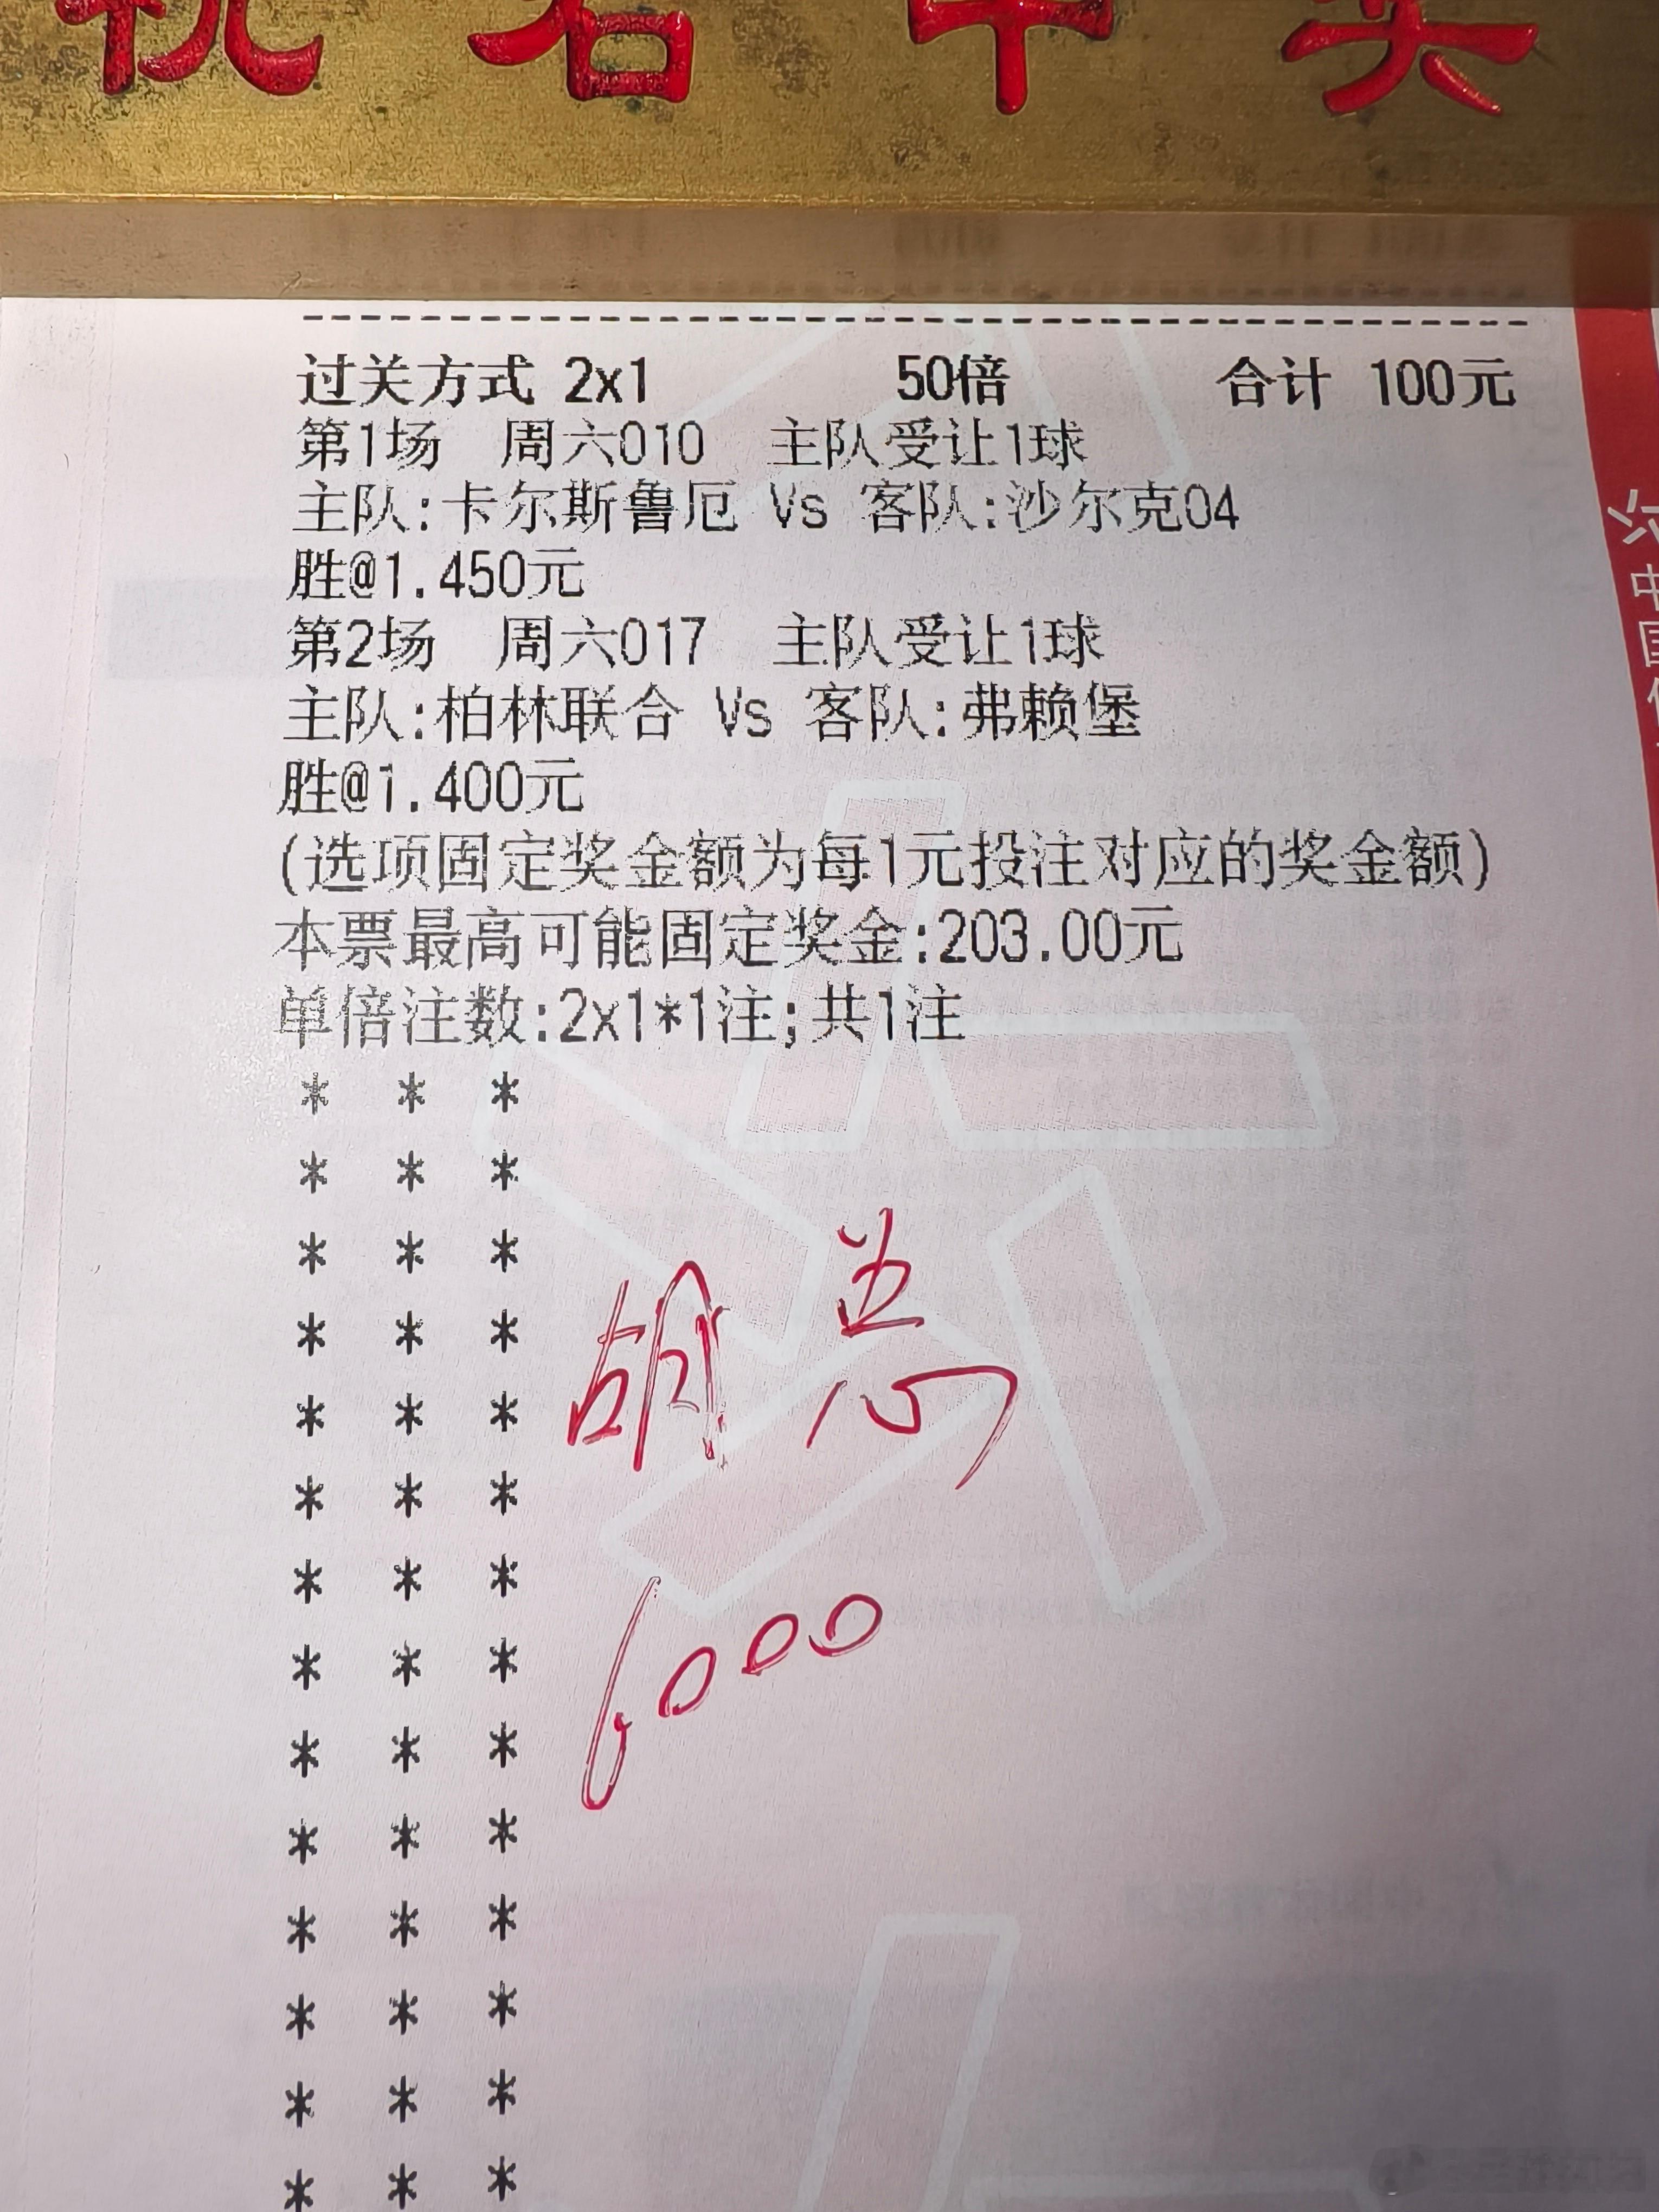 祝君中奖
过关方式 2x1 50倍 合计 100元
第1场 周六010 主队受让1球
主队:卡尔斯鲁厄 Vs 客队:沙尔克04
胜@1.450元
第2场 周六017 主队受让1球
主队:柏林联合 Vs 客队:弗赖堡
胜@1.400元
(选项固定奖金额为每1元投注对应的奖金额)
本票最高可能固定奖金:203.00元
单倍注数:2x1*1注;共1注
* * *
* * *
* * *
* * *
* * *
* * *
* * *
* * *
* * *
* * *
* * *
* * *
* * *
* * *
胡总
6000
中国